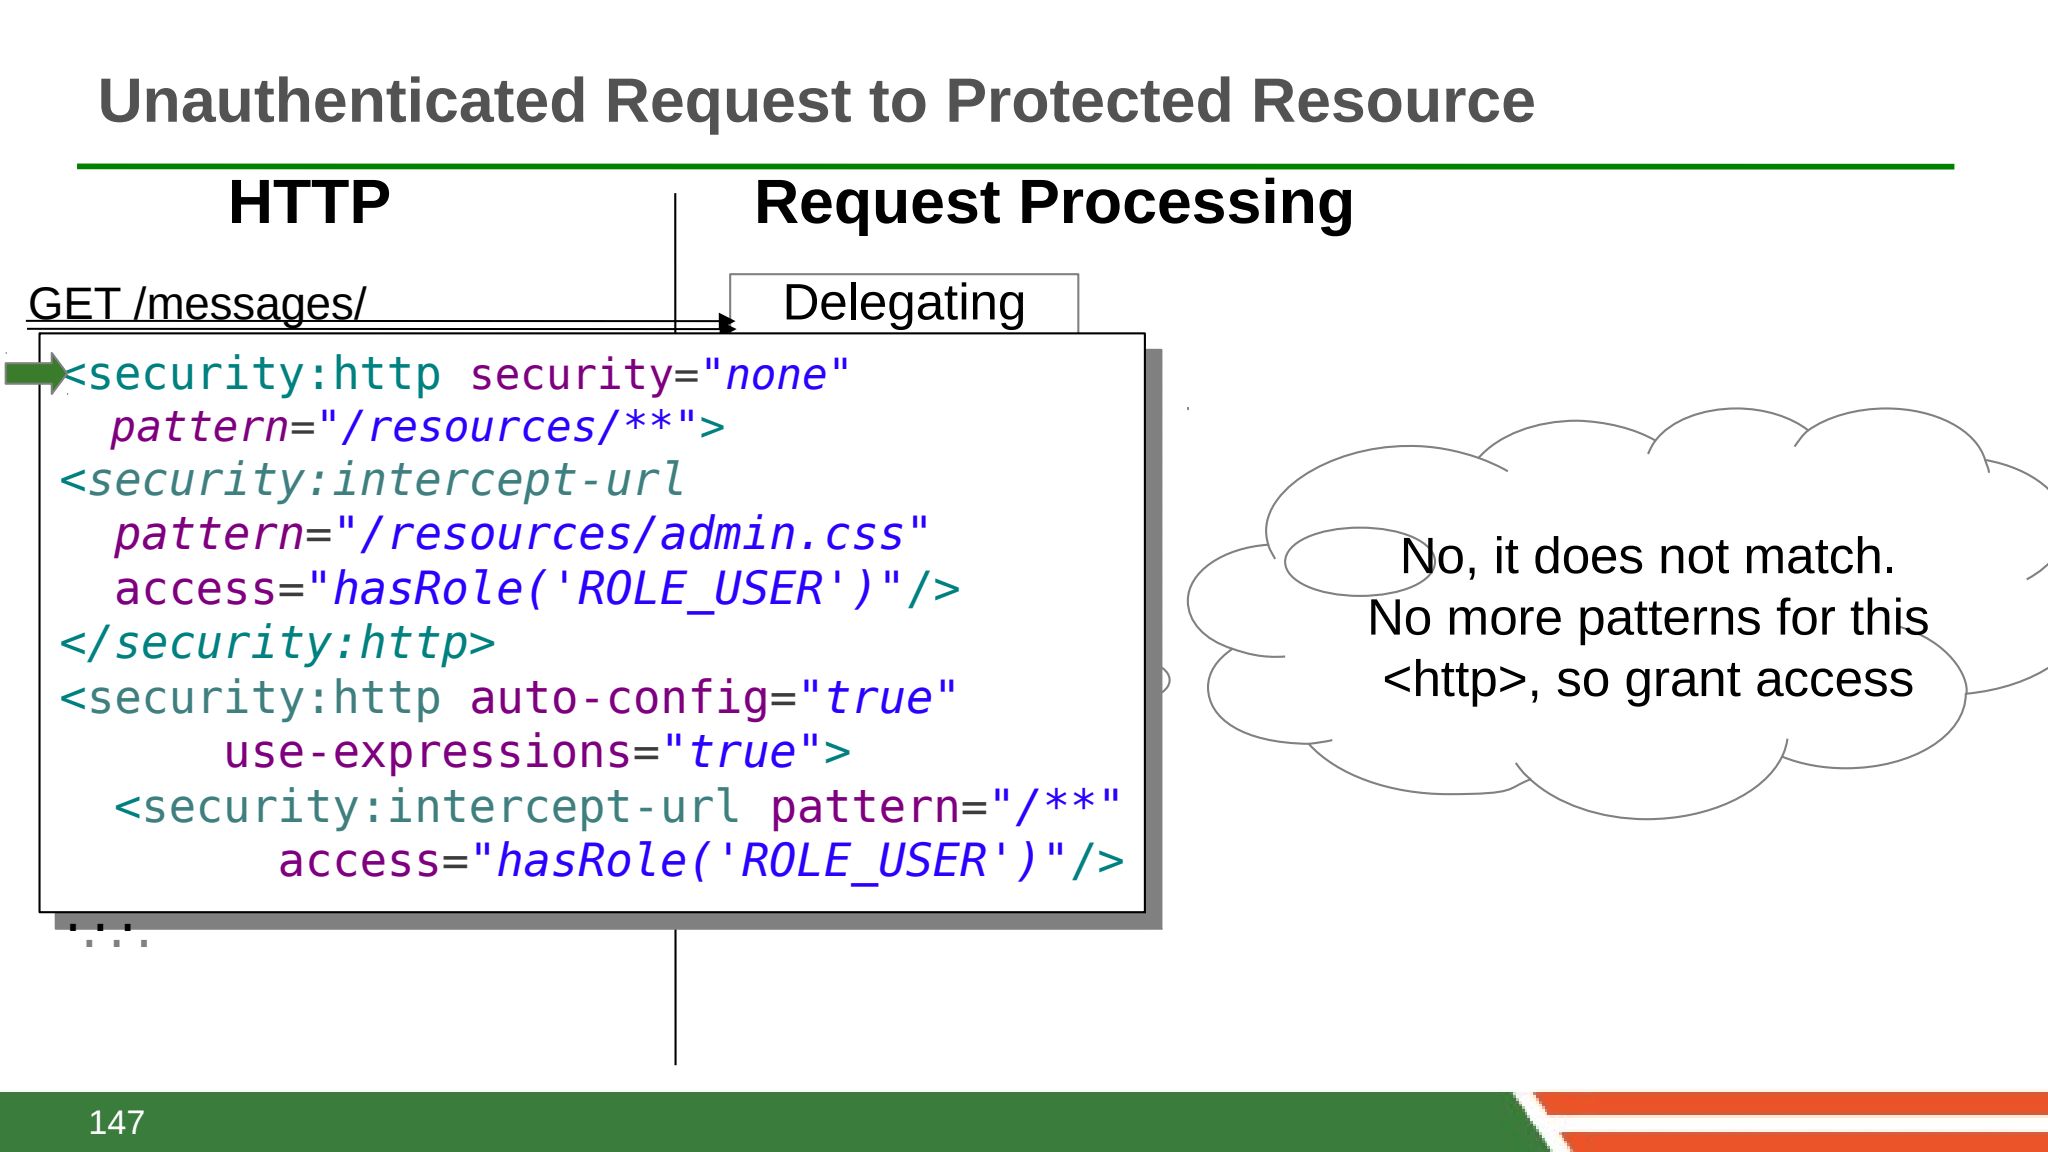 Unauthenticated Request to Protected Resource
HTTP
Request Processing
GET /messages/
Delegating
<security:http security="none"
pattern="/resources/**">
<security:intercept-url
pattern="/resources/admin.css"
access="hasRole('ROLE_USER')"/>
</security:http>
<security:http auto-config="true"
use-expressions="true">
<security:intercept-url pattern="/**"
access="hasRole('ROLE_USER')"/>
...
No, it does not match.
No more patterns for this
<http>, so grant access
147